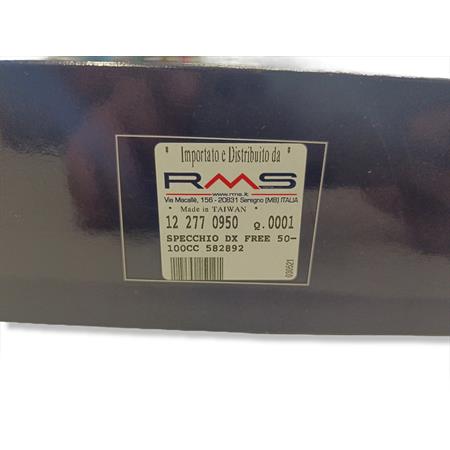 " Importato e Distribuito da "
RMS
www.rms.it
Via Macallè, 156 - 20831 Seregno (MB) ITALIA
* Made in TAIWAN *
12 277 0950 Q.0001
SPECCHIO DX FREE 50-
100CC 582892
030521